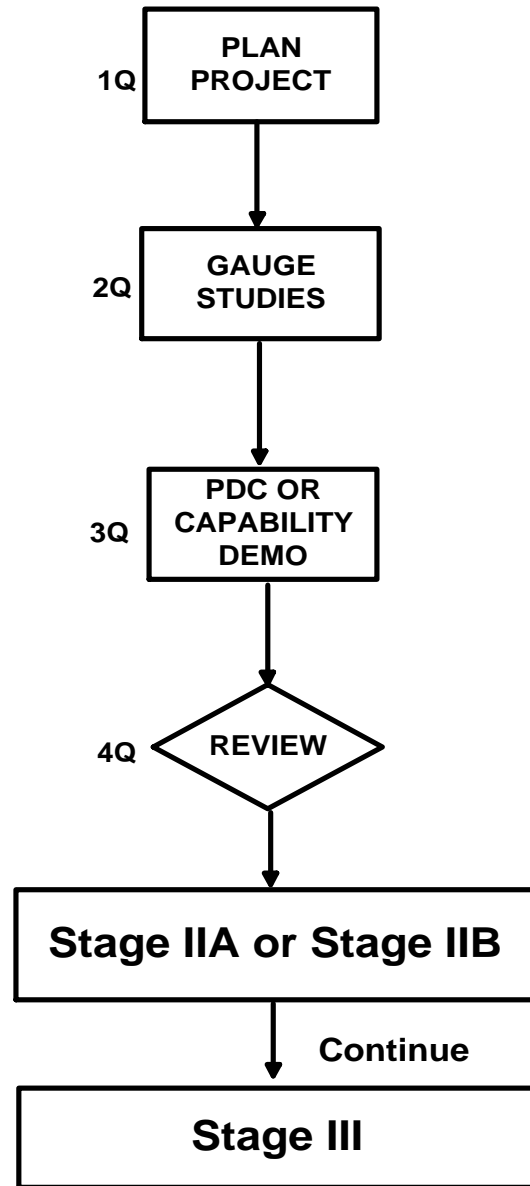 PLAN
PROJECT
1Q
GAUGE
STUDIES
2Q
PDC OR
CAPABILITY
DEMO
3Q
REVIEW
4Q
Stage IIA or Stage IIB
Continue
Stage III